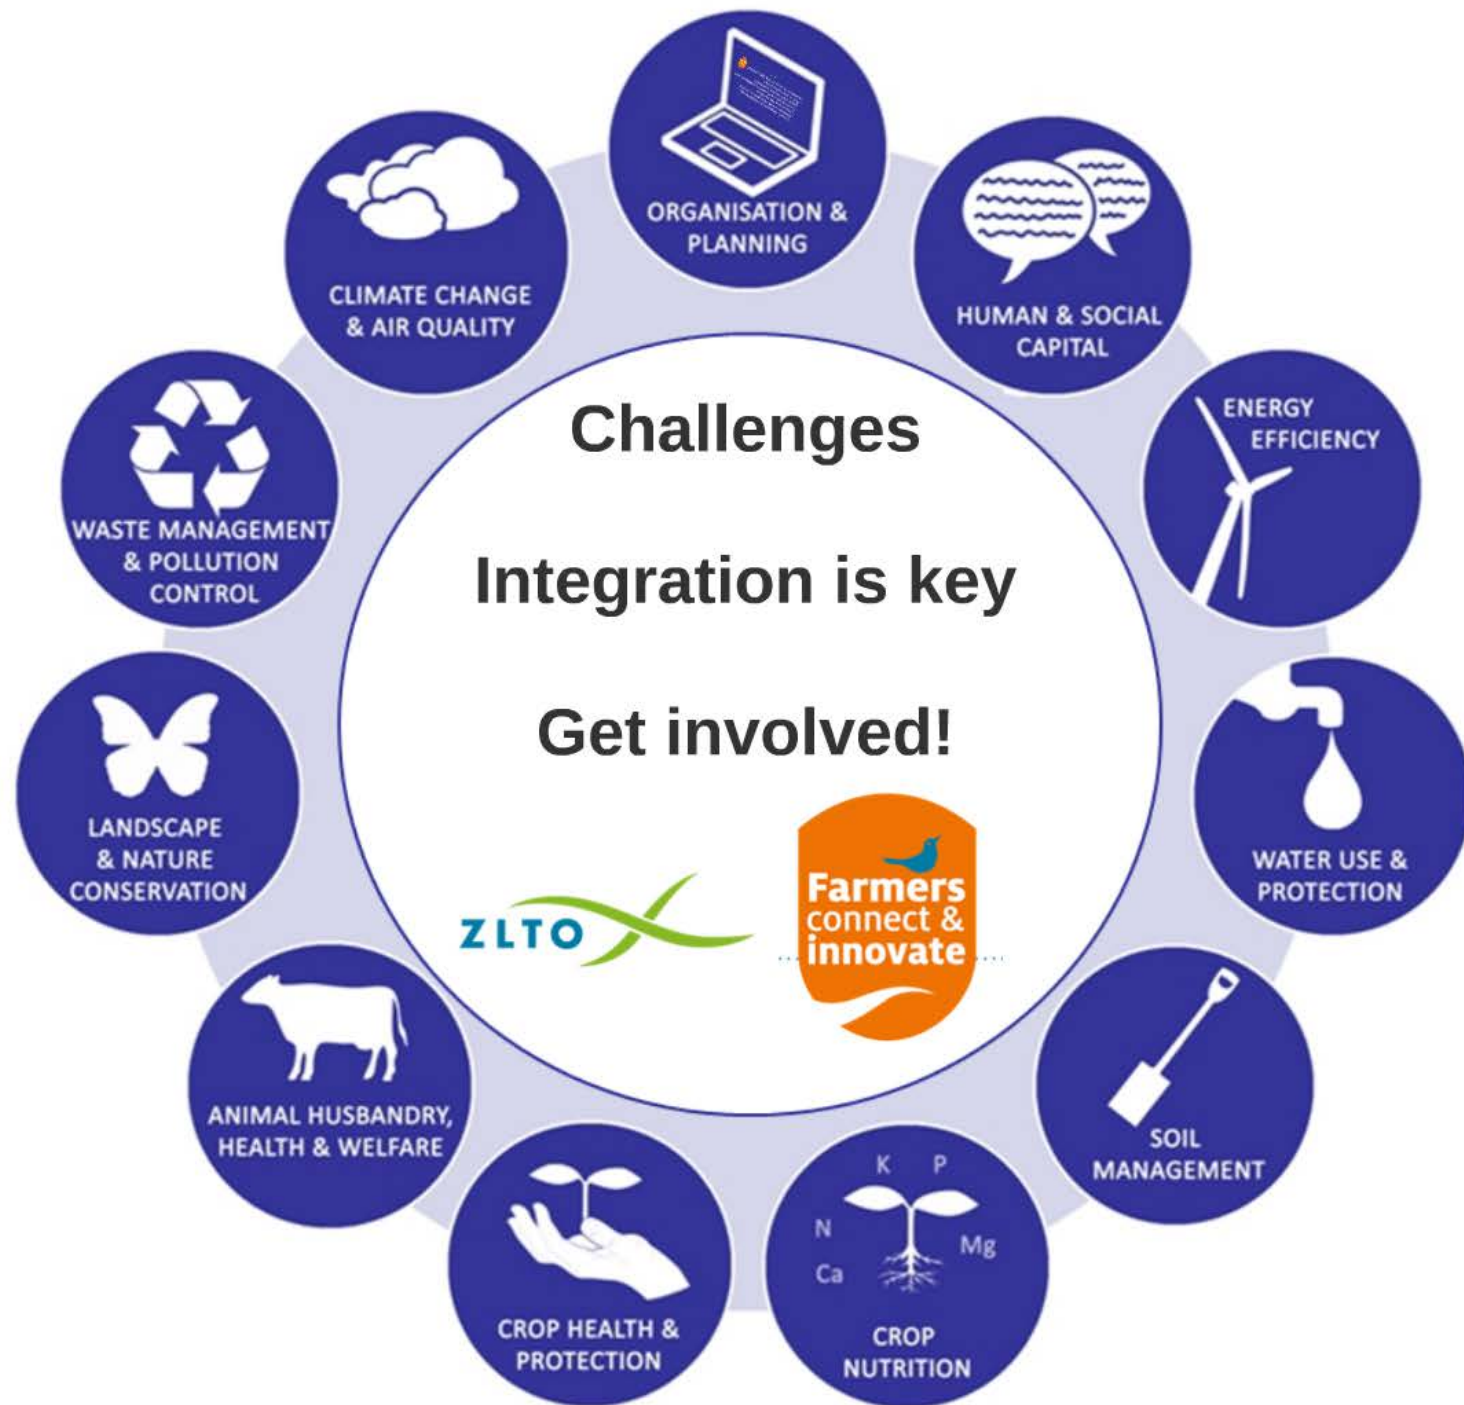 ORGANISATION &
PLANNING
HUMAN & SOCIAL
CAPITAL
ENERGY
EFFICIENCY
WATER USE &
PROTECTION
SOIL
MANAGEMENT
K P
N
Mg
Ca
CROP
NUTRITION
CROP HEALTH &
PROTECTION
ANIMAL HUSBANDRY,
HEALTH & WELFARE
LANDSCAPE
& NATURE
CONSERVATION
WASTE MANAGEMENT
& POLLUTION
CONTROL
CLIMATE CHANGE
& AIR QUALITY
Challenges
Integration is key
Get involved!
ZLTO
Farmers
connect &
innovate